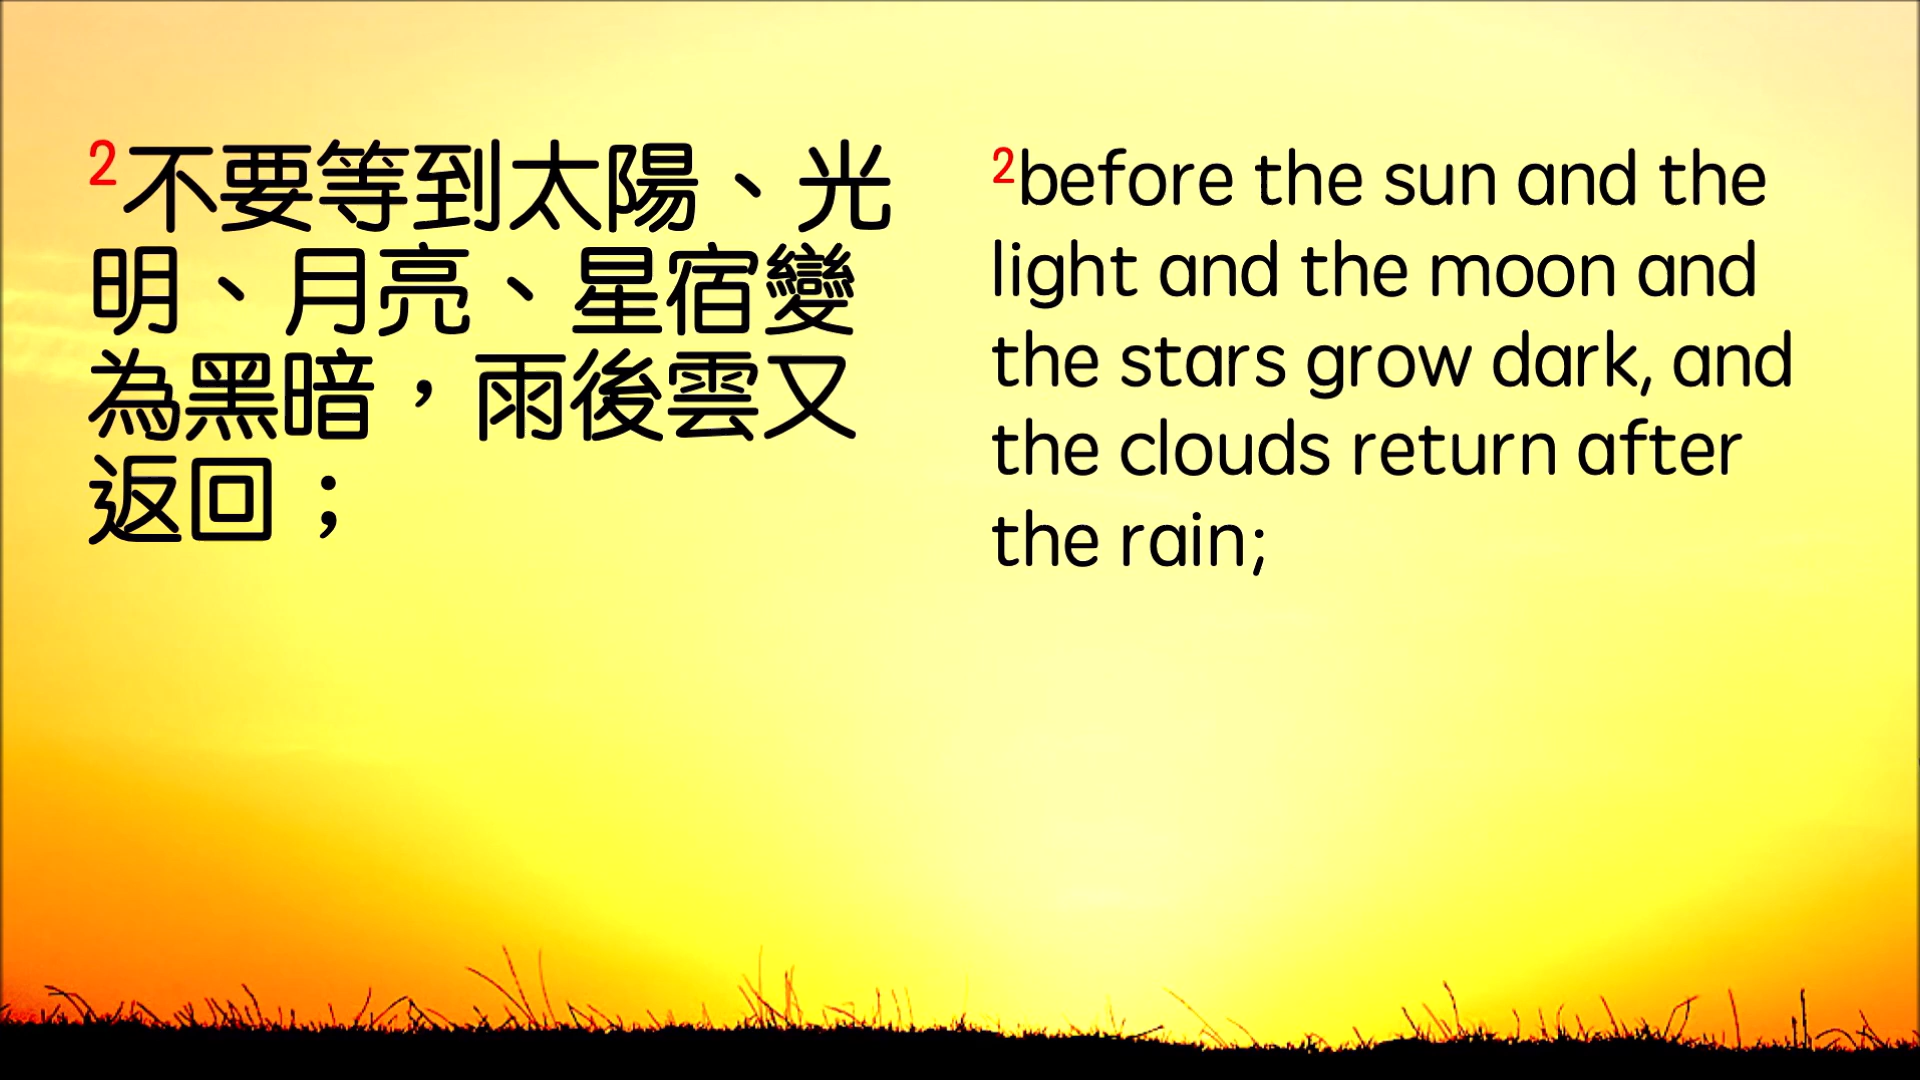 2不要等到太陽、光
明、月亮、星宿變
為黑暗，雨後雲又
返回；
2before the sun and the
light and the moon and
the stars grow dark, and
the clouds return after
the rain;